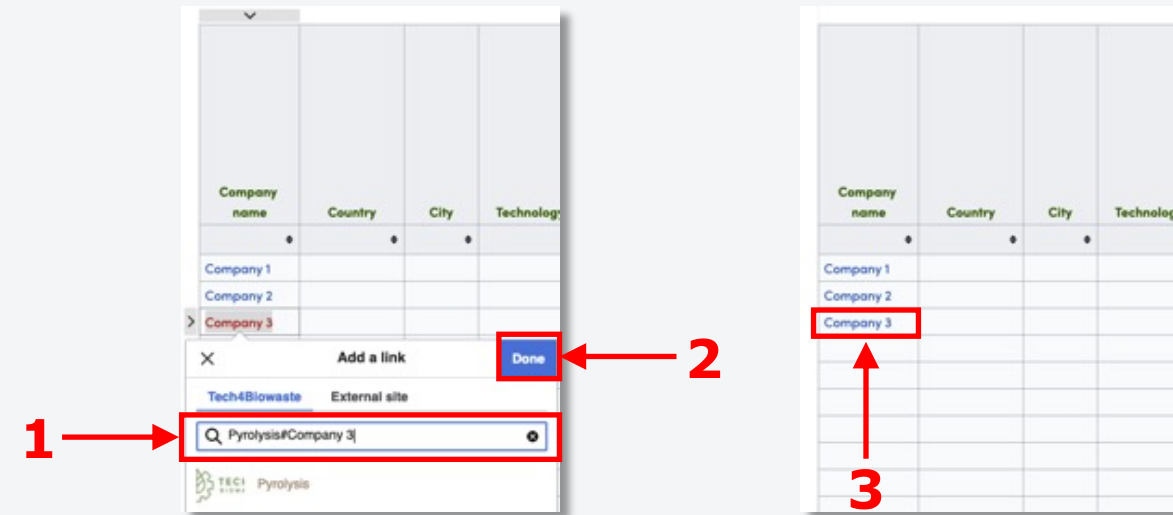 Company
name
Country
City
Technology
Company 1
Company 2
Company 3
Add a link
Done
Tech4Biowaste
External site
Pyrolysis#Company 3
Pyrolysis
1
2
Company
name
Country
City
Technolog
Company 1
Company 2
Company 3
3